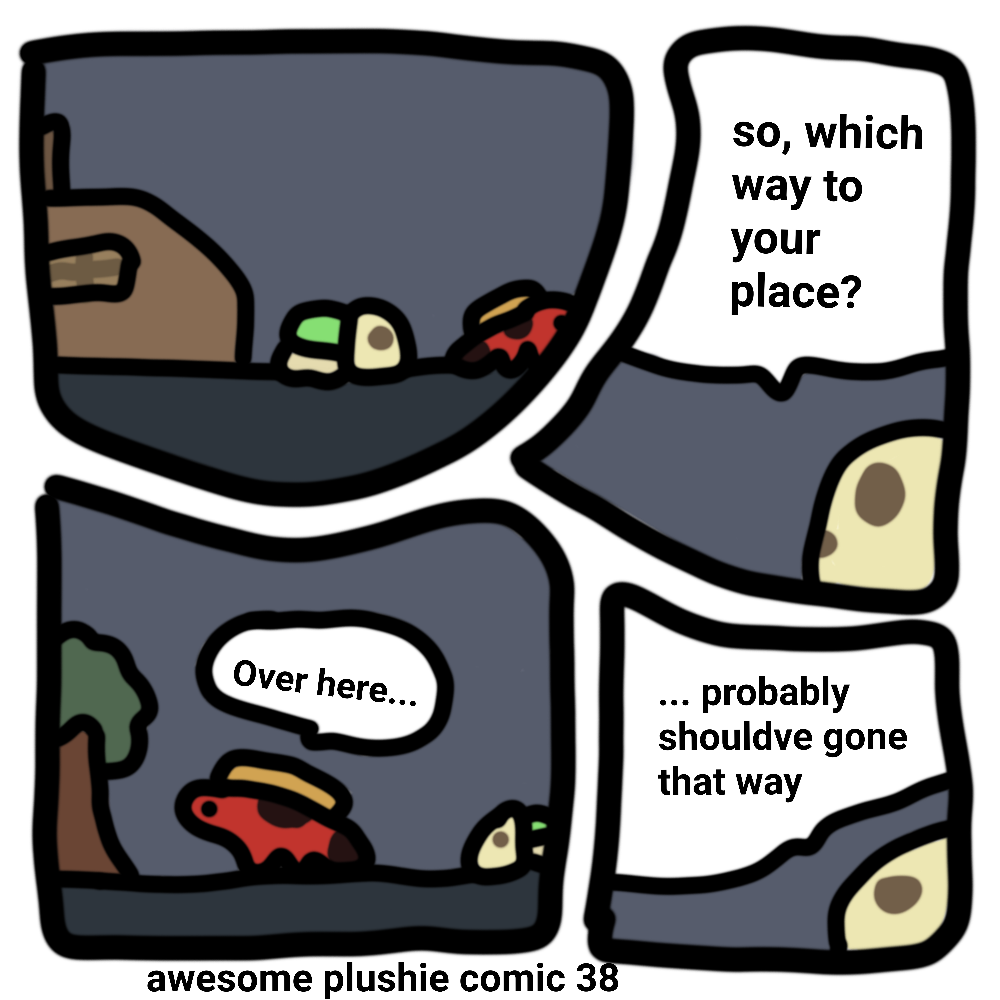 so, which
way to
your
place?
Over here...
... probably
shouldve gone
that way
awesome plushie comic 38